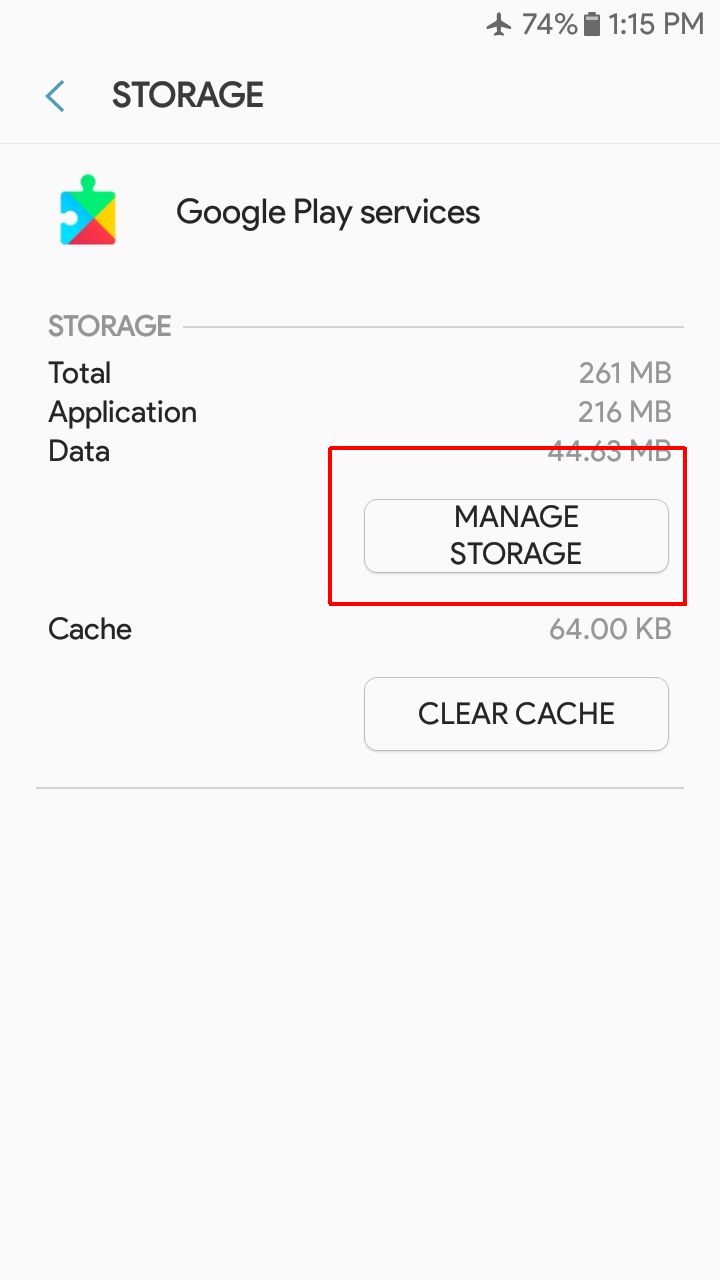 74% 1:15 PM
STORAGE
Google Play services
STORAGE
Total 261 MB
Application 216 MB
Data 44.63 MB
MANAGE
STORAGE
Cache 64.00 KB
CLEAR CACHE